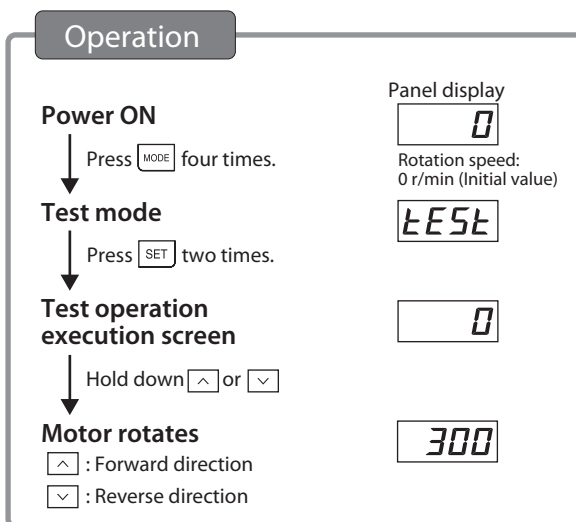 Operation
Panel display
Power ON
0
Press MODE four times.
Rotation speed:
0 r/min (Initial value)
Test mode
tESt
Press SET two times.
Test operation
execution screen
0
Hold down ^ or ⌄
Motor rotates
300
^ : Forward direction
⌄ : Reverse direction